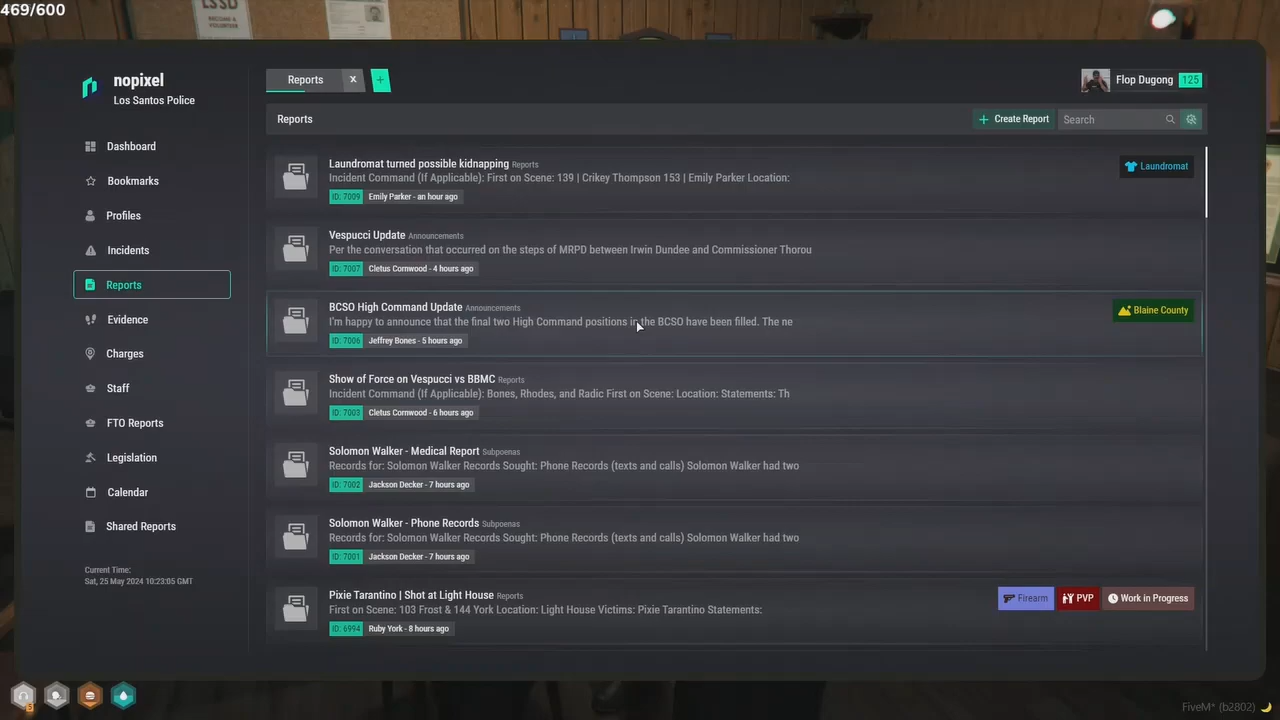 469/600
LSSD
nopixel
Los Santos Police
Reports
x
+
Flop Dugong 125
Reports
+ Create Report
Search
Dashboard
Bookmarks
Profiles
Incidents
Reports
Evidence
Charges
Staff
FTO Reports
Legislation
Calendar
Shared Reports
Current Time:
Sat, 25 May 2024 10:23:05 GMT
Laundromat turned possible kidnapping Reports
Laundromat
Incident Command (If Applicable): First on Scene: 139 | Crikey Thompson 153 | Emily Parker Location:
ID: 7009 Emily Parker - an hour ago
Vespucci Update Announcements
Per the conversation that occurred on the steps of MRPD between Irwin Dundee and Commissioner Thorou
ID: 7007 Cletus Cornwood - 4 hours ago
BCSO High Command Update Announcements
Blaine County
I'm happy to announce that the final two High Command positions in the BCSO have been filled. The ne
ID: 7006 Jeffrey Bones - 5 hours ago
Show of Force on Vespucci vs BBMC Reports
Incident Command (If Applicable): Bones, Rhodes, and Radic First on Scene: Location: Statements: Th
ID: 7003 Cletus Cornwood - 6 hours ago
Solomon Walker - Medical Report Subpoenas
Records for: Solomon Walker Records Sought: Phone Records (texts and calls) Solomon Walker had two
ID: 7002 Jackson Decker - 7 hours ago
Solomon Walker - Phone Records Subpoenas
Records for: Solomon Walker Records Sought: Phone Records (texts and calls) Solomon Walker had two
ID: 7001 Jackson Decker - 7 hours ago
Pixie Tarantino | Shot at Light House Reports
Firearm PVP Work in Progress
First on Scene: 103 Frost & 144 York Location: Light House Victims: Pixie Tarantino Statements:
ID: 6994 Ruby York - 8 hours ago
5
FiveM* (b2802)